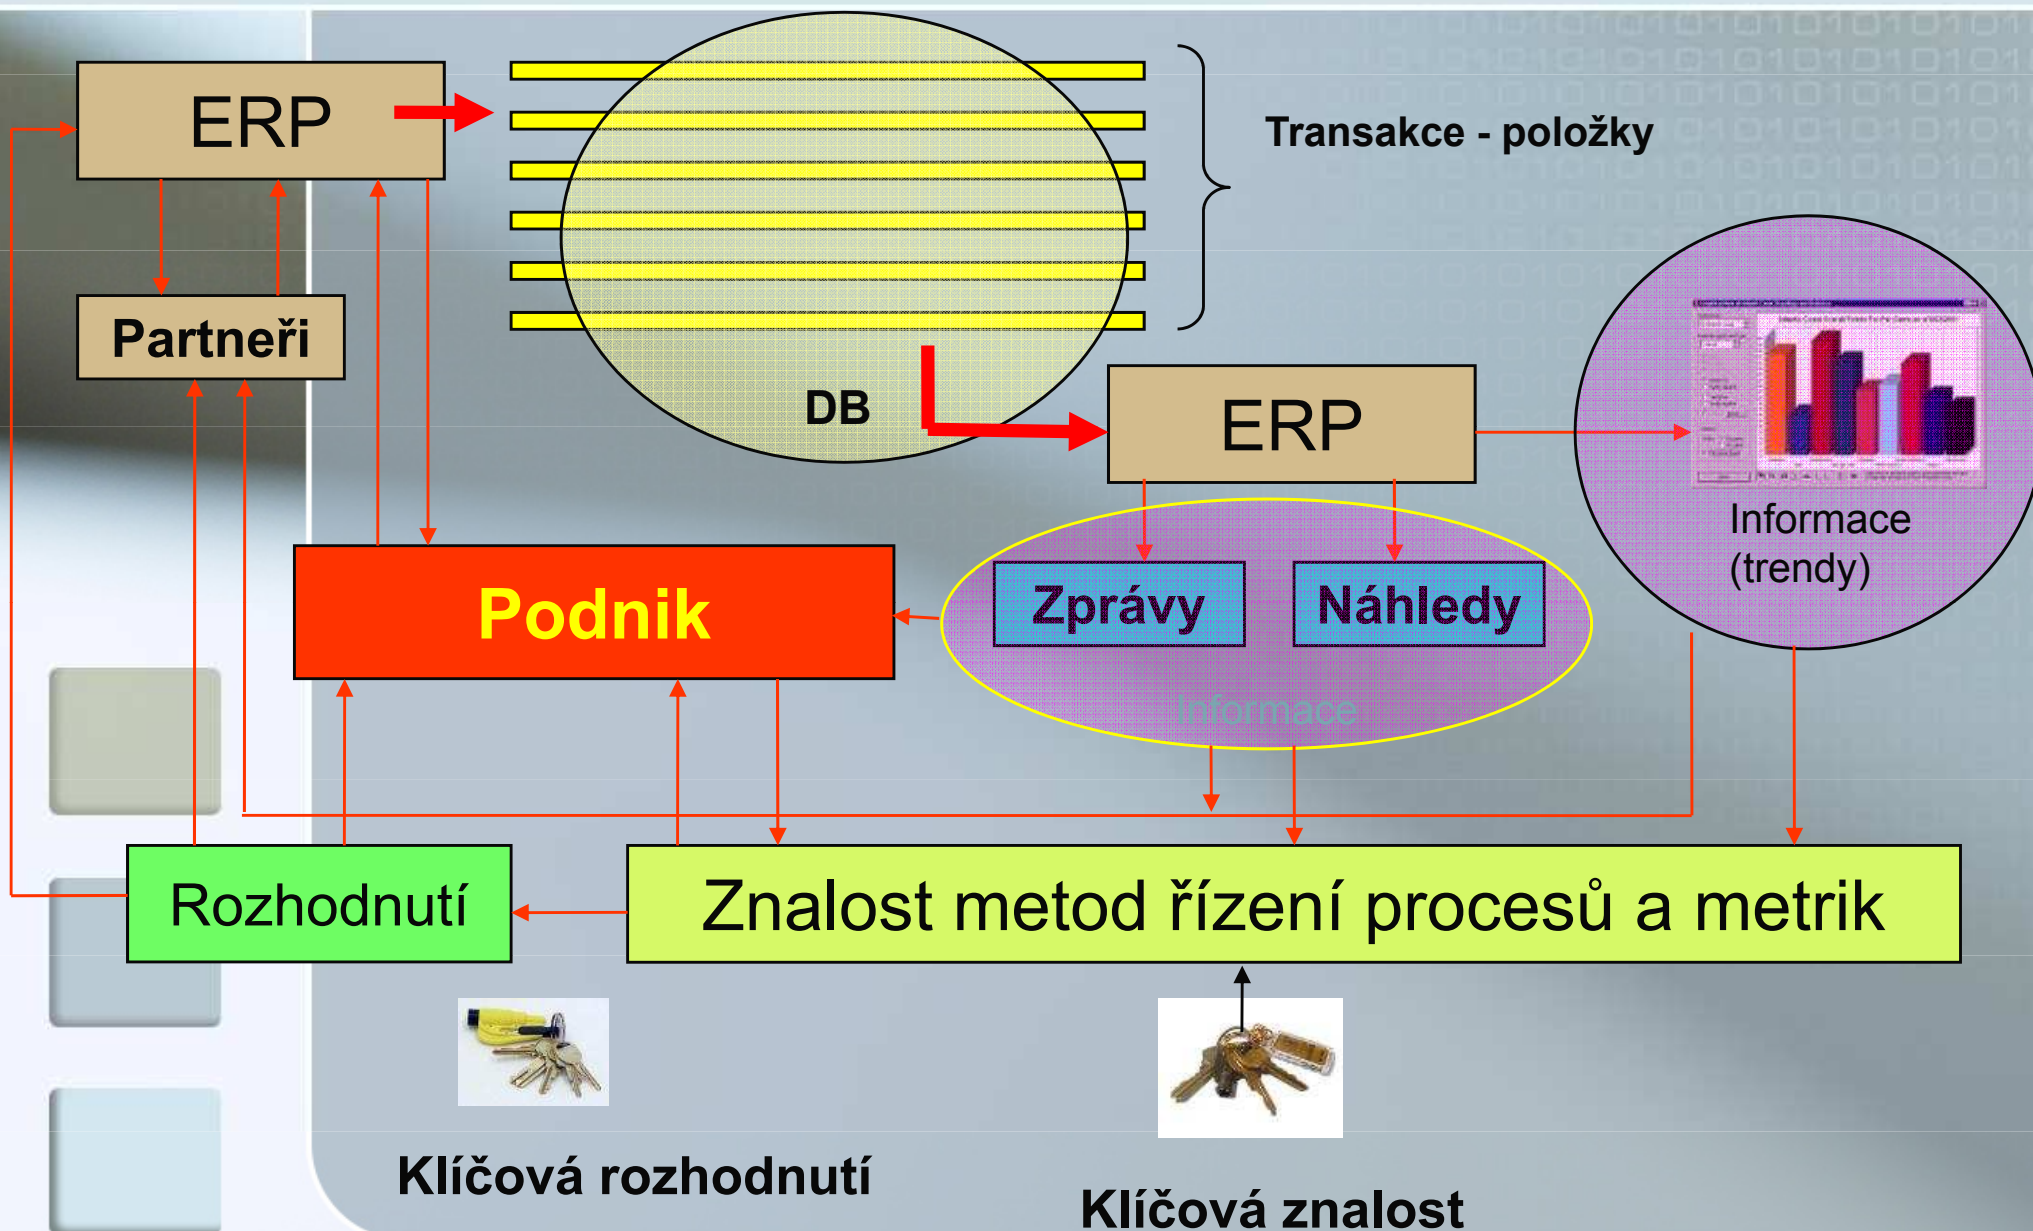 ERP
Transakce - položky
Partneři
DB
ERP
Informace
(trendy)
Podnik
Zprávy
Náhledy
Informace
Rozhodnutí
Znalost metod řízení procesů a metrik
Klíčová rozhodnutí
Klíčová znalost